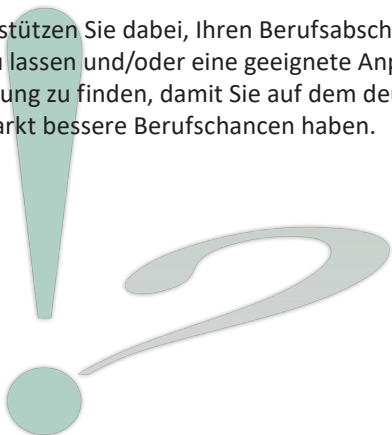 stützen Sie dabei, Ihren Berufsabsch
lassen und/oder eine geeignete Anp
ung zu finden, damit Sie auf dem de
arkt bessere Berufschancen haben.